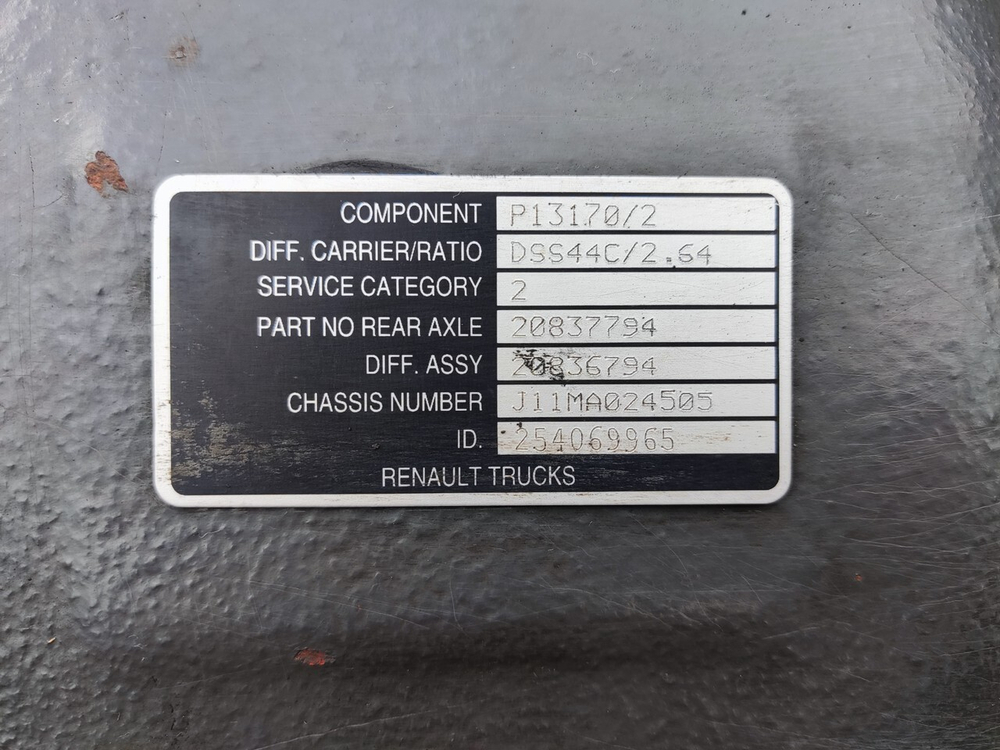 COMPONENT P13170/2
DIFF. CARRIER/RATIO DSS44C/2.64
SERVICE CATEGORY 2
PART NO REAR AXLE 20837794
DIFF. ASSY 20836794
CHASSIS NUMBER J11MA024505
ID. 254069965
RENAULT TRUCKS